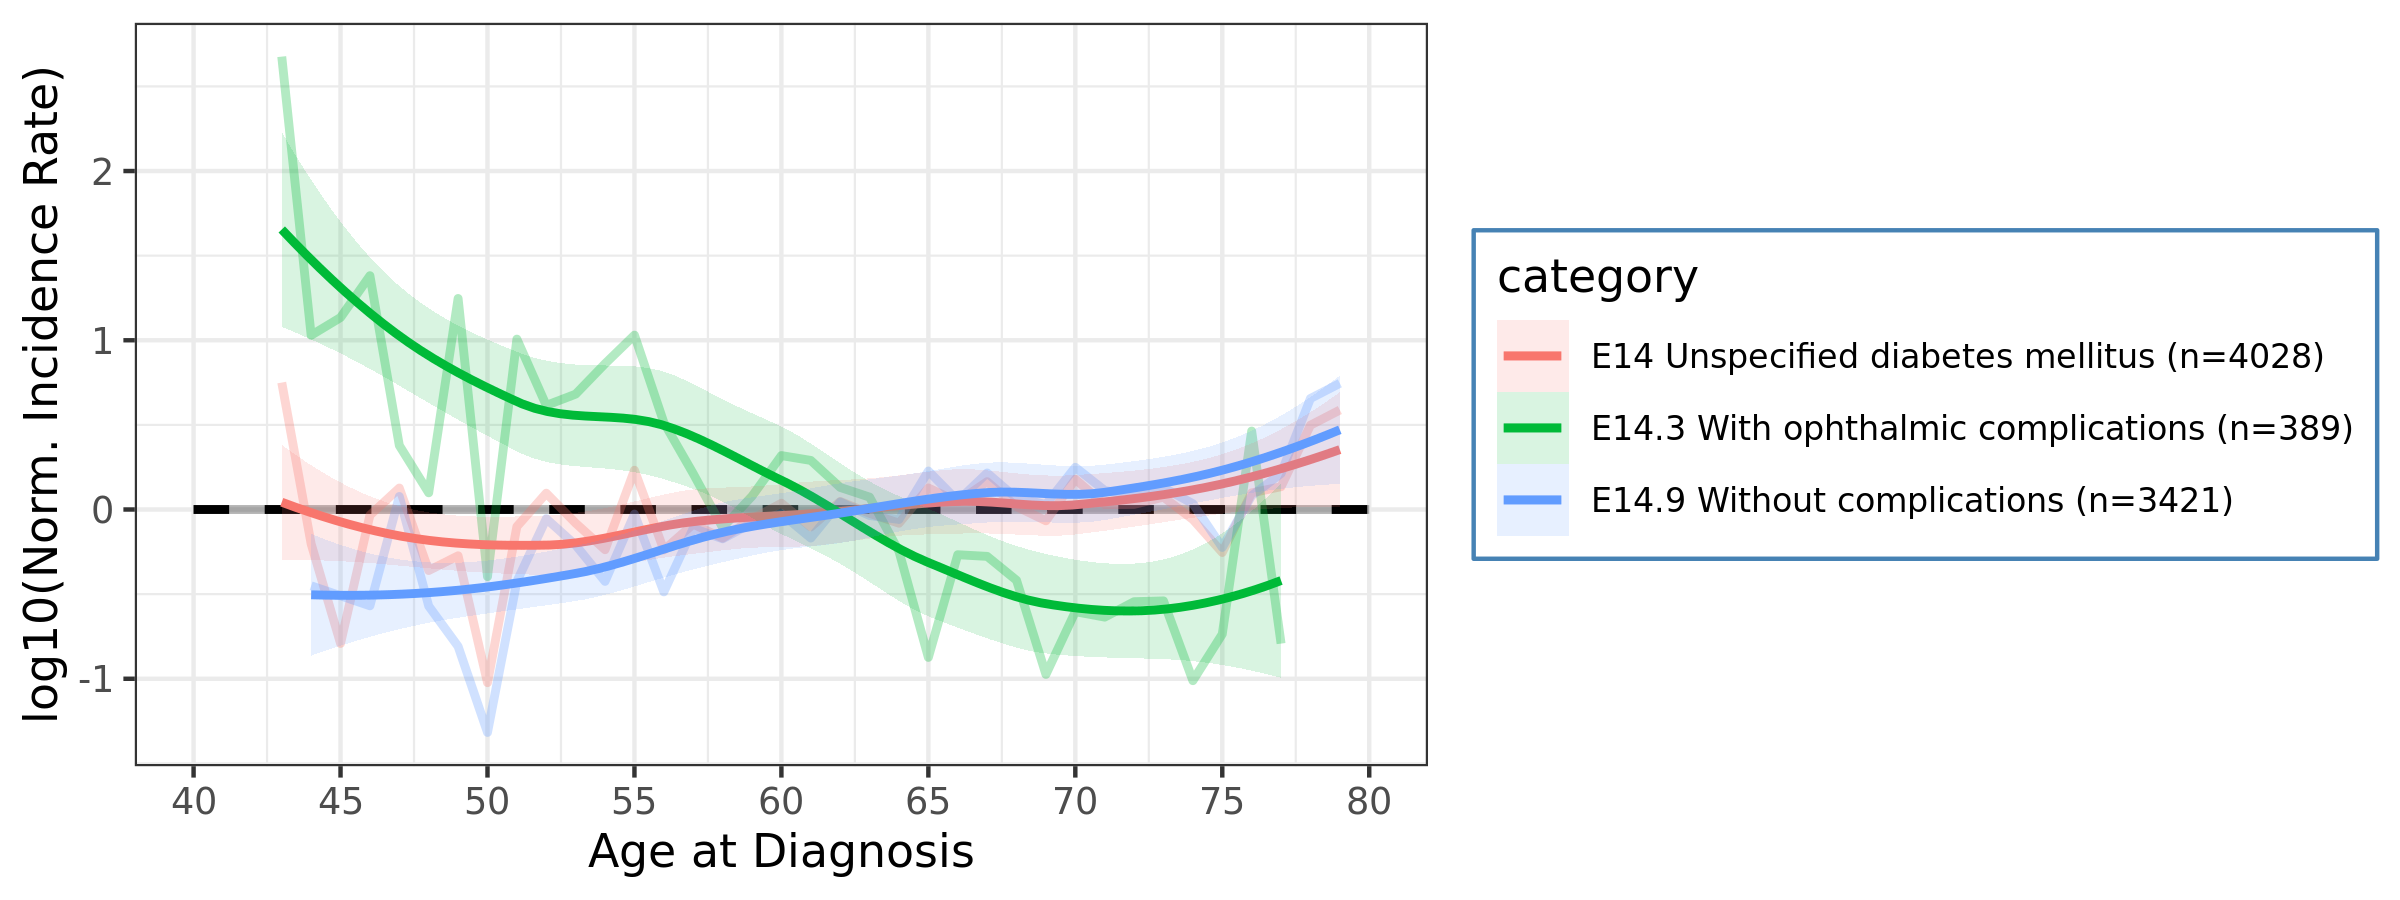 log10(Norm. Incidence Rate)
2
1
0
-1
40 45 50 55 60 65 70 75 80
Age at Diagnosis
category
E14 Unspecified diabetes mellitus (n=4028)
E14.3 With ophthalmic complications (n=389)
E14.9 Without complications (n=3421)